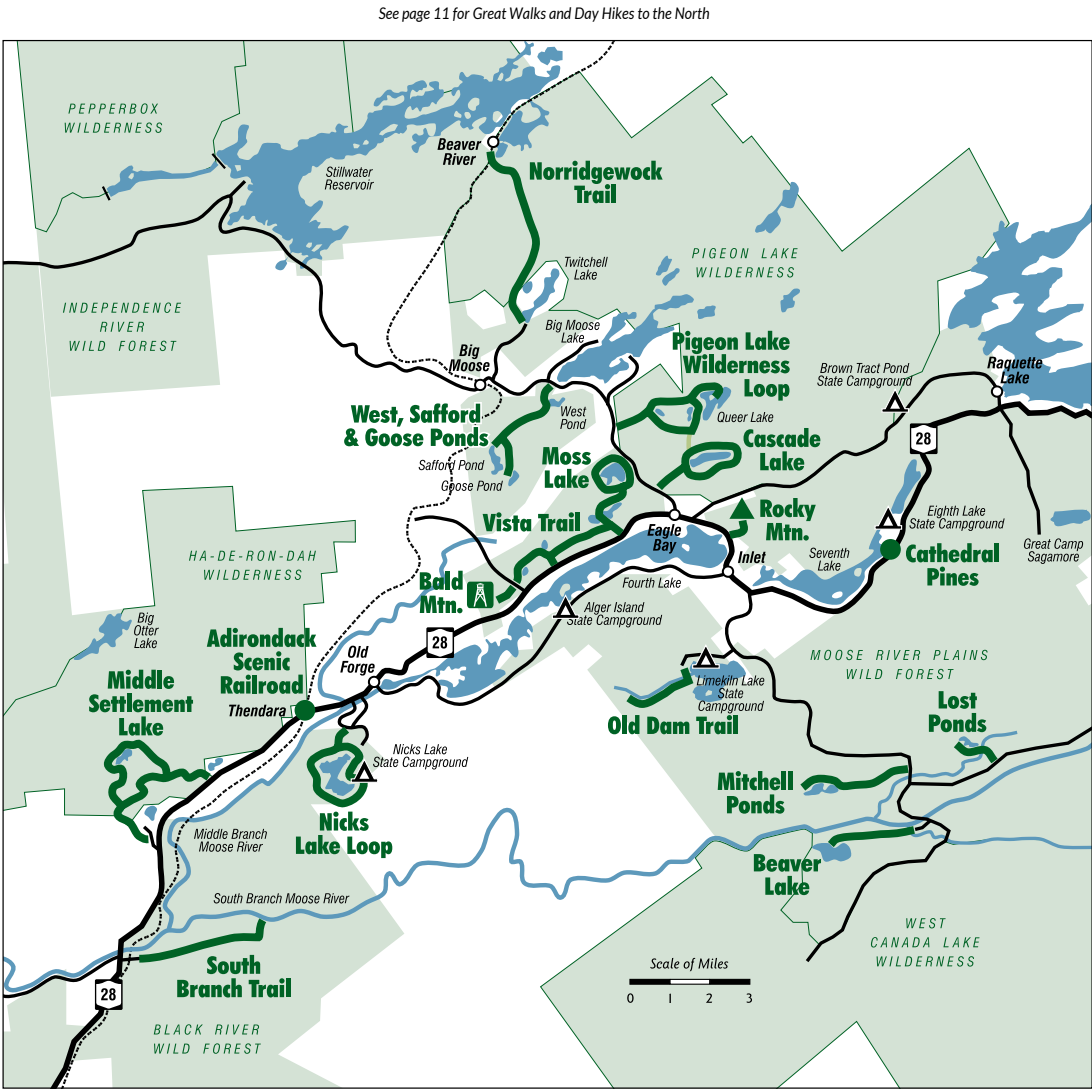 See page 11 for Great Walks and Day Hikes to the North
PEPPERBOX
WILDERNESS
Beaver
River
Stillwater
Reservoir
Norridgewock
Trail
Twitchell
Lake
PIGEON LAKE
WILDERNESS
INDEPENDENCE
RIVER
WILD FOREST
Big Moose
Lake
Big
Moose
Pigeon Lake
Wilderness
Loop
Brown Tract Pond
State Campground
Raquette
Lake
West, Safford
& Goose Ponds
West
Pond
Queer Lake
28
Cascade
Lake
Safford Pond
Goose Pond
Moss
Lake
Vista Trail
Eagle
Bay
Rocky
Mtn.
Eighth Lake
State Campground
Great Camp
Sagamore
HA-DE-RON-DAH
WILDERNESS
Inlet
Seventh
Lake
Cathedral
Pines
Bald
Mtn.
Fourth Lake
Alger Island
State Campground
Big
Otter
Lake
Adirondack
Scenic
Railroad
Old
Forge
28
Thendara
Middle
Settlement
Lake
MOOSE RIVER PLAINS
WILD FOREST
Limekiln Lake
State
Campground
Old Dam Trail
Lost
Ponds
Nicks Lake
State Campground
Nicks
Lake Loop
Mitchell
Ponds
Middle Branch
Moose River
Beaver
Lake
South Branch Moose River
WEST
CANADA LAKE
WILDERNESS
South
Branch Trail
28
Scale of Miles
0 1 2 3
BLACK RIVER
WILD FOREST